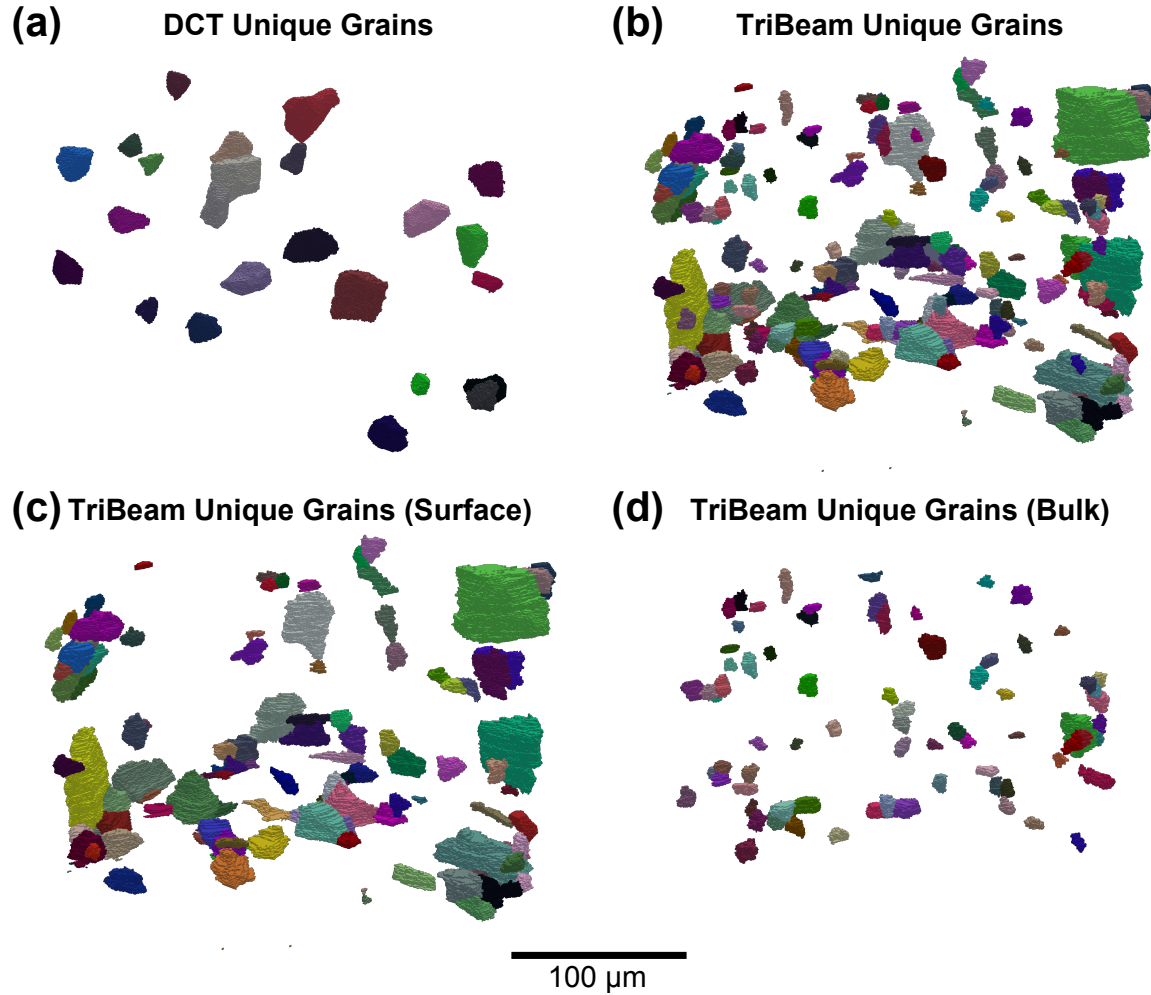 (a) DCT Unique Grains
(b) TriBeam Unique Grains
(c) TriBeam Unique Grains (Surface)
(d) TriBeam Unique Grains (Bulk)
100 μm